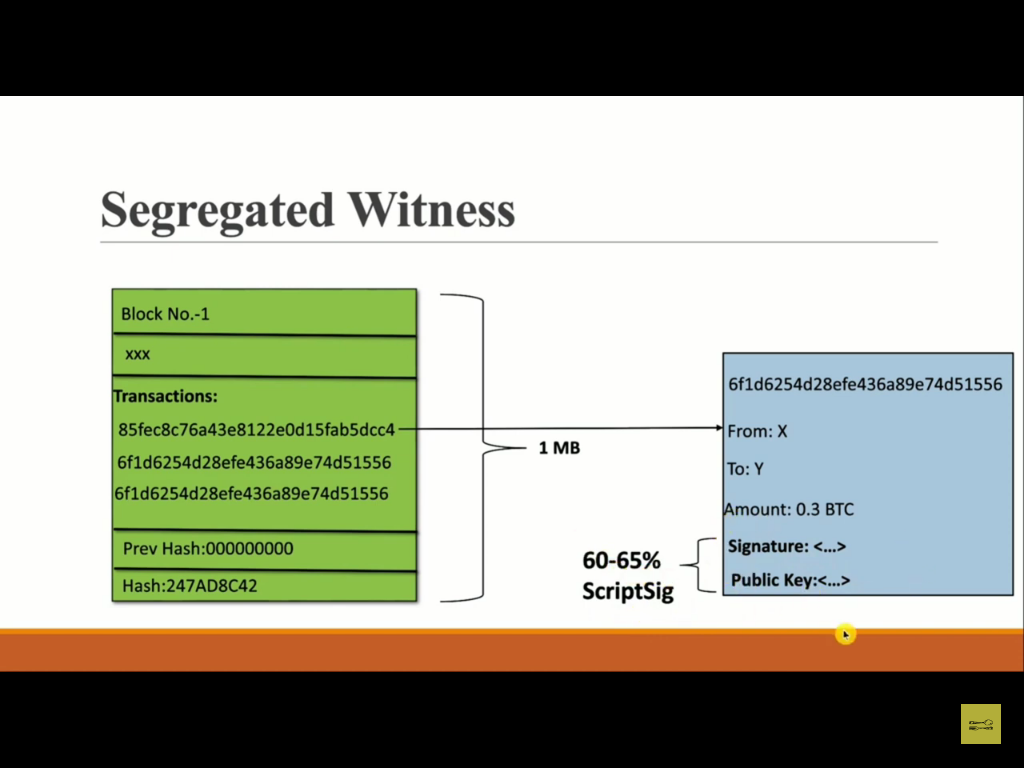 Segregated Witness
Block No.-1
xxx
Transactions:
85fec8c76a43e8122e0d15fab5dcc4
6f1d6254d28efe436a89e74d51556
6f1d6254d28efe436a89e74d51556
Prev Hash:000000000
Hash:247AD8C42
1 MB
6f1d6254d28efe436a89e74d51556
From: X
To: Y
Amount: 0.3 BTC
Signature: <...>
Public Key:<...>
60-65%
ScriptSig